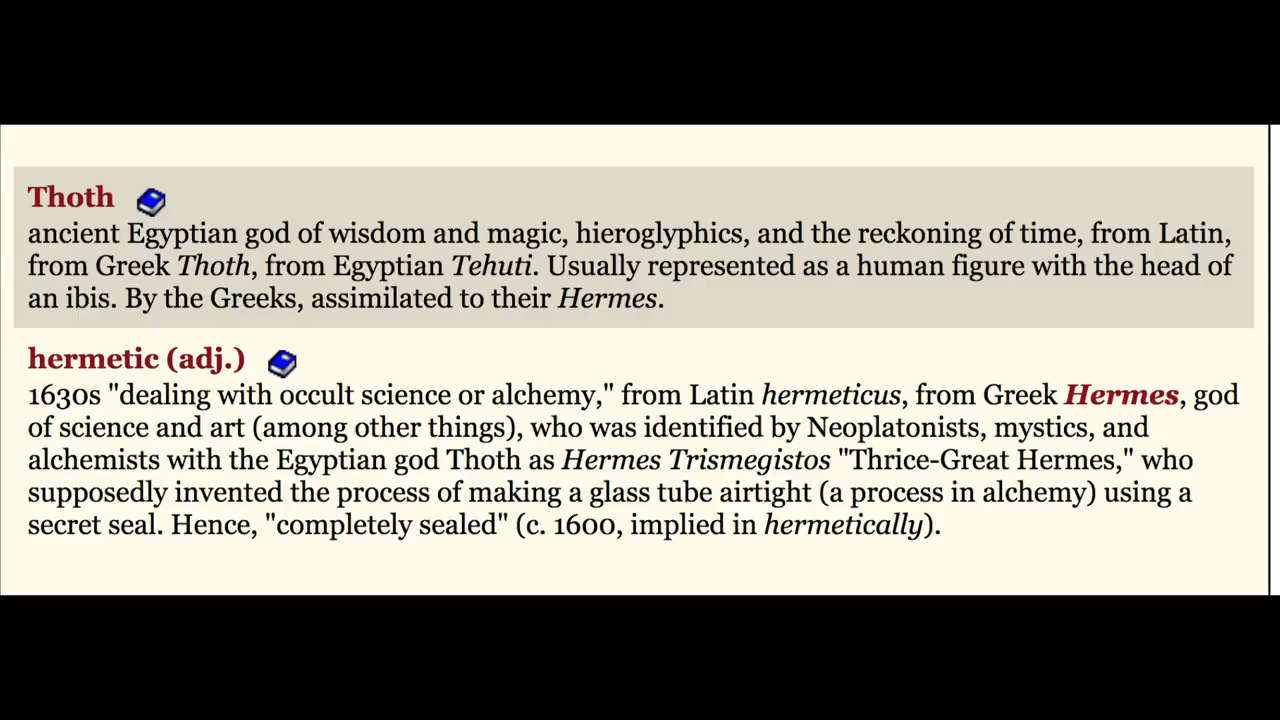 Thoth
ancient Egyptian god of wisdom and magic, hieroglyphics, and the reckoning of time, from Latin,
from Greek Thoth, from Egyptian Tehuti. Usually represented as a human figure with the head of
an ibis. By the Greeks, assimilated to their Hermes.
hermetic (adj.)
1630s "dealing with occult science or alchemy," from Latin hermeticus, from Greek Hermes, god
of science and art (among other things), who was identified by Neoplatonists, mystics, and
alchemists with the Egyptian god Thoth as Hermes Trismegistos "Thrice-Great Hermes," who
supposedly invented the process of making a glass tube airtight (a process in alchemy) using a
secret seal. Hence, "completely sealed" (c. 1600, implied in hermetically).